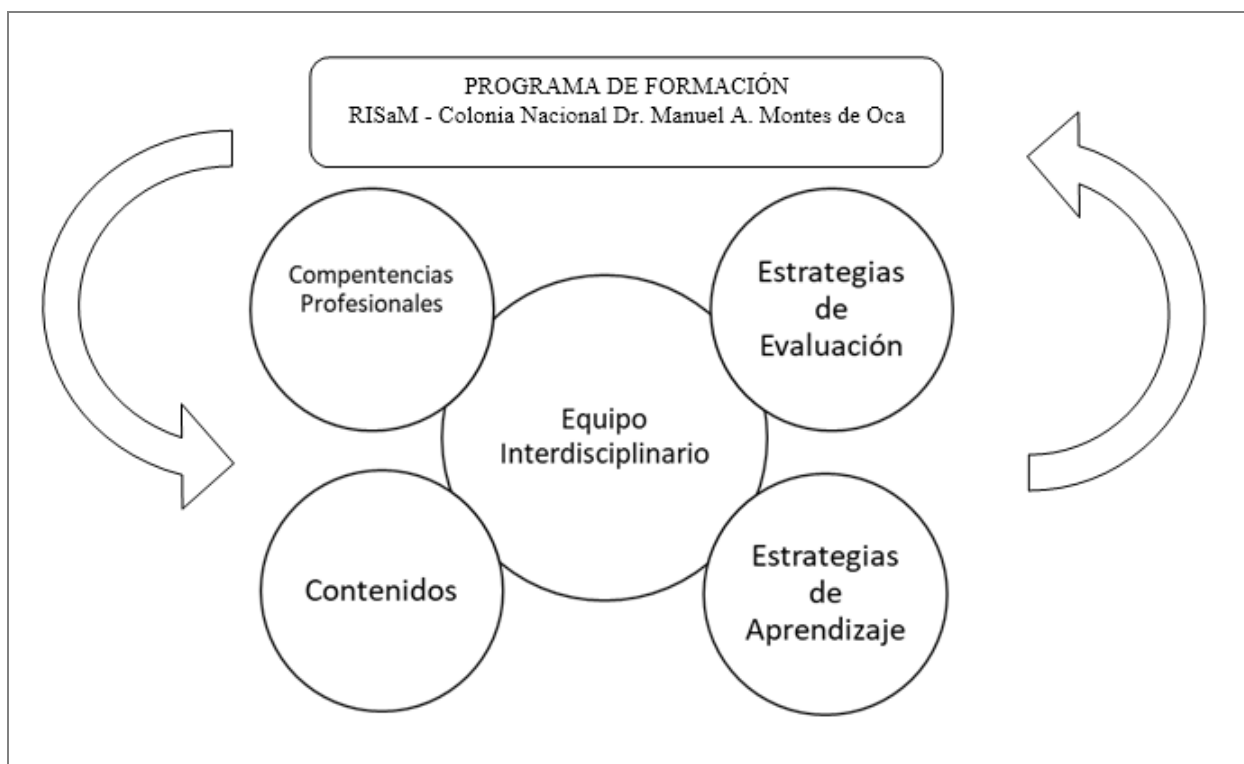 PROGRAMA DE FORMACIÓN
RISaM - Colonia Nacional Dr. Manuel A. Montes de Oca
Compentencias
Profesionales
Estrategias
de
Evaluación
Equipo
Interdisciplinario
Contenidos
Estrategias
de
Aprendizaje